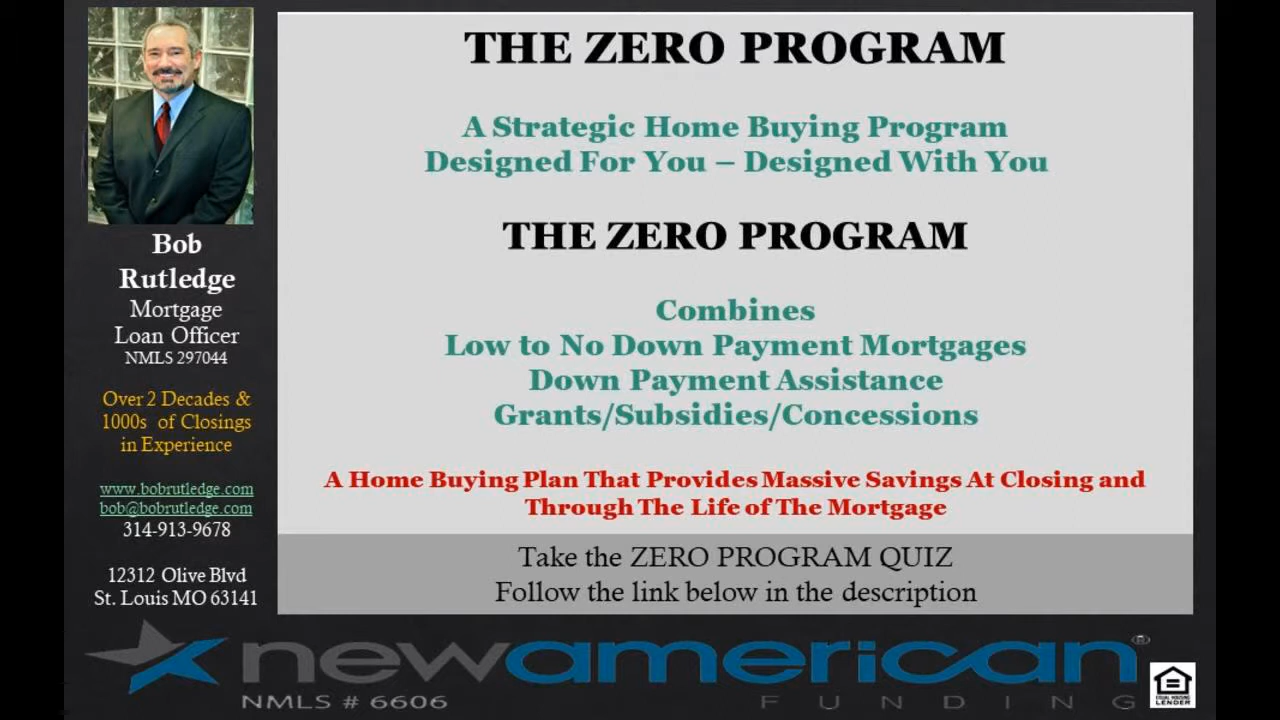 Bob
Rutledge
Mortgage
Loan Officer
NMLS 297044
Over 2 Decades &
1000s of Closings
in Experience
www.bobrutledge.com
bob@bobrutledge.com
314-913-9678
12312 Olive Blvd
St. Louis MO 63141
THE ZERO PROGRAM
A Strategic Home Buying Program
Designed For You – Designed With You
THE ZERO PROGRAM
Combines
Low to No Down Payment Mortgages
Down Payment Assistance
Grants/Subsidies/Concessions
A Home Buying Plan That Provides Massive Savings At Closing and
Through The Life of The Mortgage
Take the ZERO PROGRAM QUIZ
Follow the link below in the description
newamerican®
NMLS # 6606 FUNDING
EQUAL HOUSING
LENDER